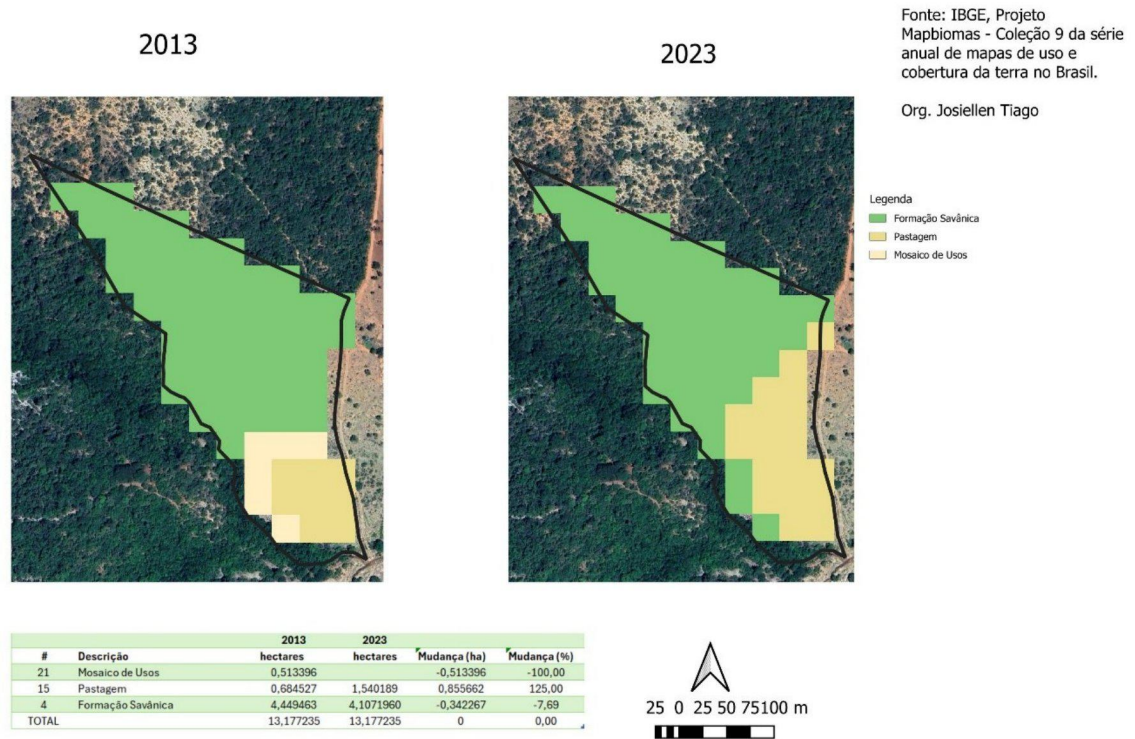 2013
2023
Fonte: IBGE, Projeto
Mapbiomas - Coleção 9 da série
anual de mapas de uso e
cobertura da terra no Brasil.
Org. Josiellen Tiago
Legenda
Formação Savânica
Pastagem
Mosaico de Usos
2013 2023
# Descrição hectares hectares Mudança (ha) Mudança (%)
21 Mosaico de Usos 0,513396 -0,513396 -100,00
15 Pastagem 0,684527 1,540189 0,855662 125,00
4 Formação Savânica 4,449463 4,1071960 -0,342267 -7,69
TOTAL 13,177235 13,177235 0 0,00
25 0 25 50 75100 m